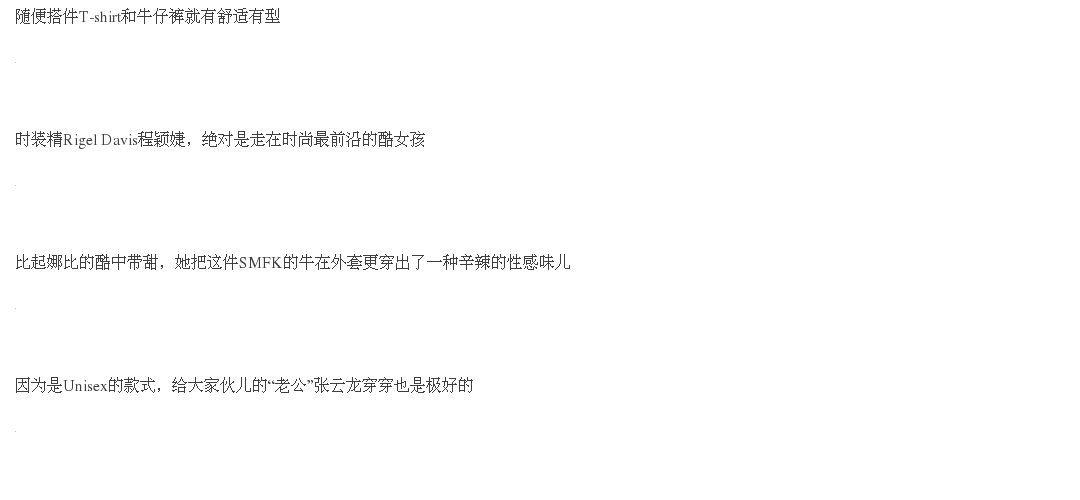 随便搭件T-shirt和牛仔裤就有舒适有型
时装精Rigel Davis程颖婕，绝对是走在时尚最前沿的酷女孩
比起娜比的酷中带甜，她把这件SMFK的牛在外套更穿出了一种辛辣的性感味儿
因为是Unisex的款式，给大家伙儿的“老公”张云龙穿穿也是极好的